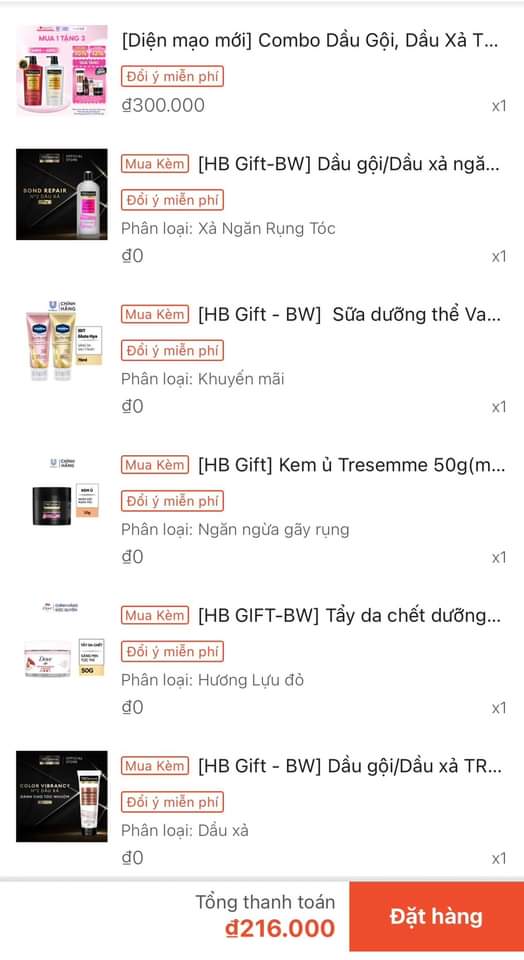 MUA 1 TẶNG 3
[Diện mạo mới] Combo Dầu Gội, Dầu Xả T...
Đổi ý miễn phí
₫300.000
x1
BOND REPAIR
Mua Kèm
[HB Gift-BW] Dầu gội/Dầu xả ngă...
Đổi ý miễn phí
Phân loại: Xả Ngăn Rụng Tóc
₫0
x1
CHÍNH HÃNG
Mua Kèm
[HB Gift - BW] Sữa dưỡng thể Va...
Đổi ý miễn phí
Phân loại: Khuyến mãi
₫0
x1
CHÍNH HÃNG
KEM Ủ
Mua Kèm
[HB Gift] Kem ủ Tresemme 50g(m...
Đổi ý miễn phí
Phân loại: Ngăn ngừa gãy rụng
₫0
x1
TẨY DA CHẾT
50G
Dove
Mua Kèm
[HB GIFT-BW] Tẩy da chết dưỡng...
Đổi ý miễn phí
Phân loại: Hương Lựu đỏ
₫0
x1
COLOR VIBRANCY
Mua Kèm
[HB Gift - BW] Dầu gội/Dầu xả TR...
Đổi ý miễn phí
Phân loại: Dầu xả
₫0
x1
Tổng thanh toán
₫216.000
Đặt hàng